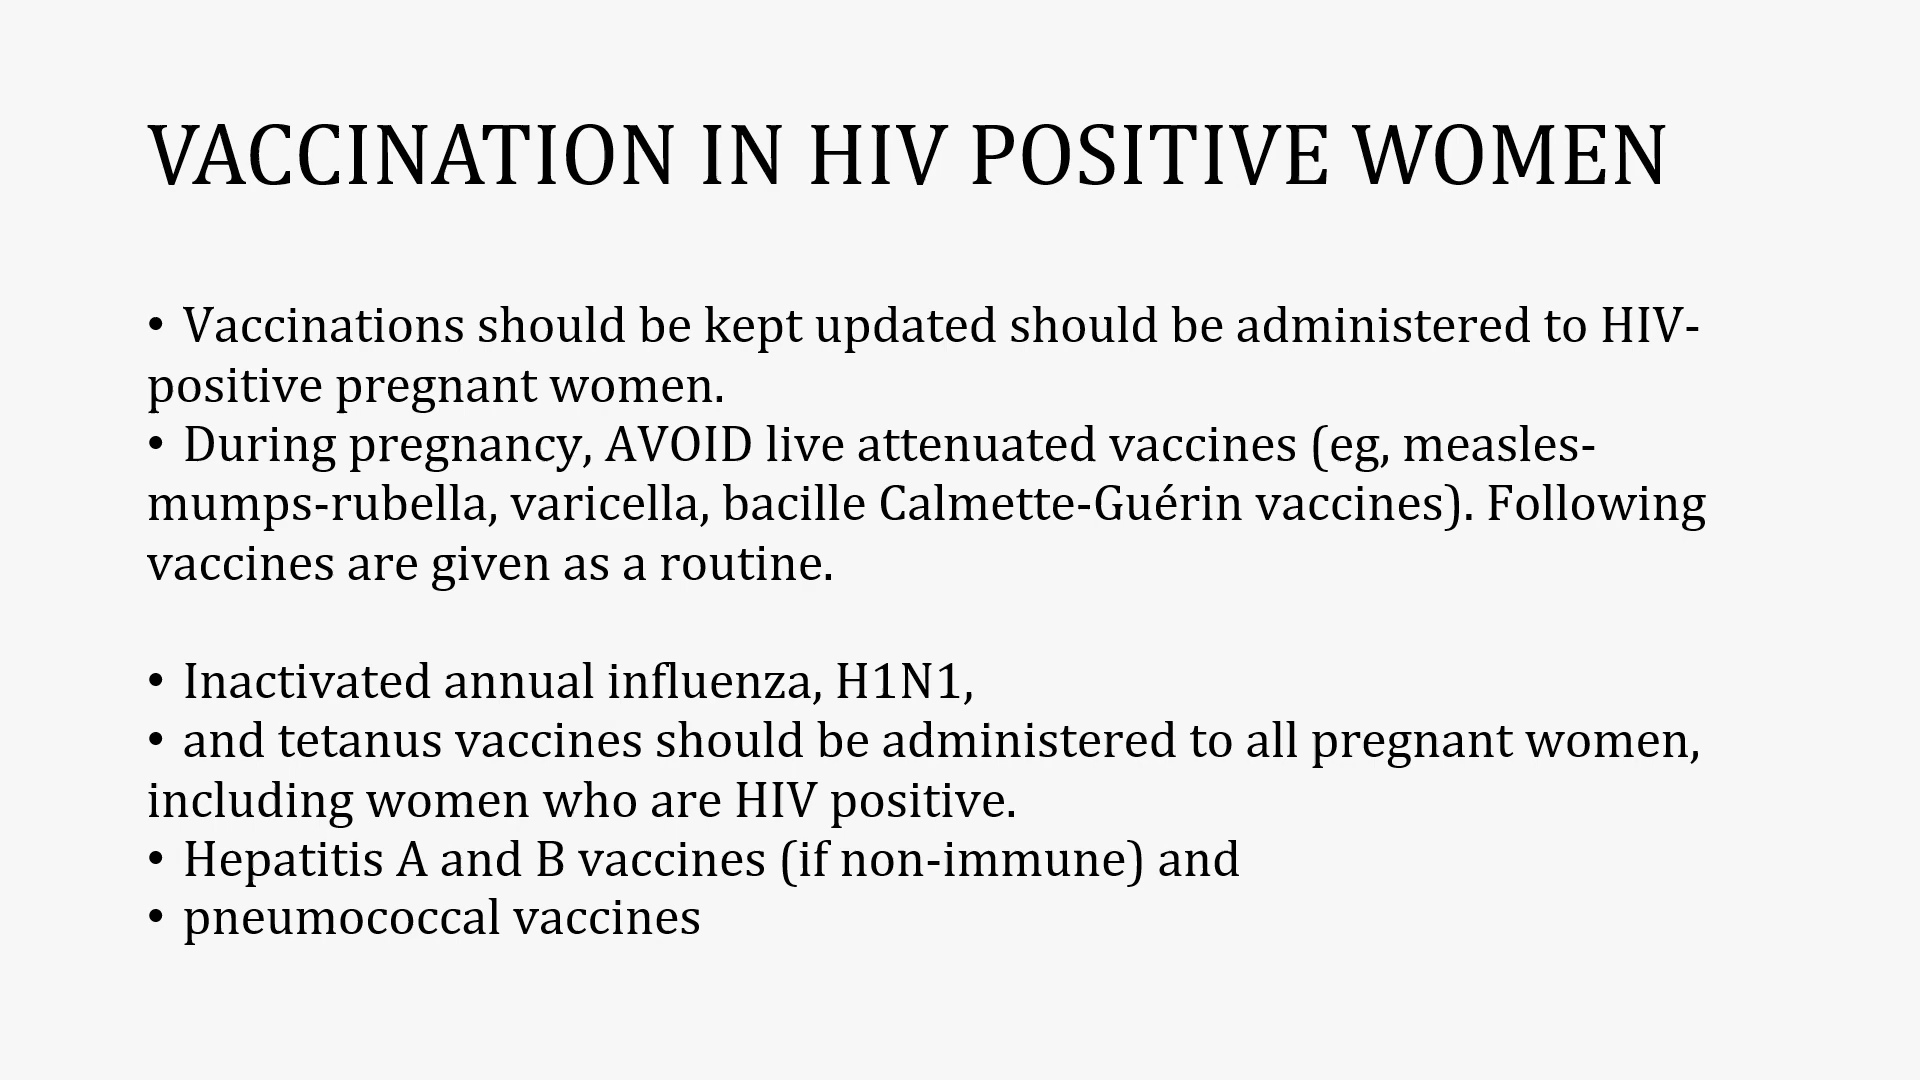 VACCINATION IN HIV POSITIVE WOMEN
• Vaccinations should be kept updated should be administered to HIV-
positive pregnant women.
• During pregnancy, AVOID live attenuated vaccines (eg, measles-
mumps-rubella, varicella, bacille Calmette-Guérin vaccines). Following
vaccines are given as a routine.
• Inactivated annual influenza, H1N1,
• and tetanus vaccines should be administered to all pregnant women,
including women who are HIV positive.
• Hepatitis A and B vaccines (if non-immune) and
• pneumococcal vaccines